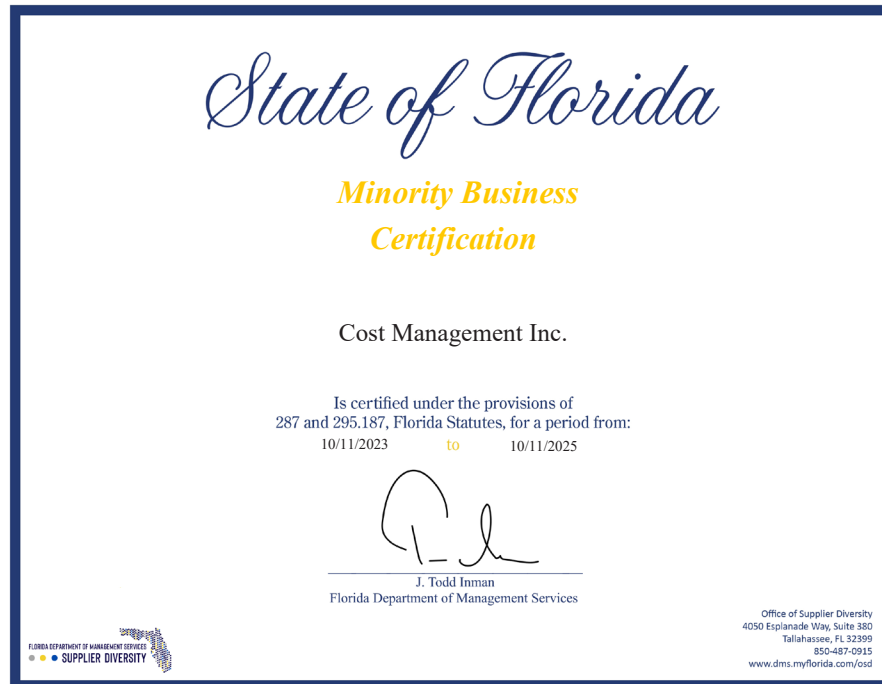 State of Florida
Minority Business
Certification
Cost Management Inc.
Is certified under the provisions of
287 and 295.187, Florida Statutes, for a period from:
10/11/2023 to 10/11/2025
J. Todd Inman
Florida Department of Management Services
FLORIDA DEPARTMENT OF MANAGEMENT SERVICES
SUPPLIER DIVERSITY
Office of Supplier Diversity
4050 Esplanade Way, Suite 380
Tallahassee, FL 32399
850-487-0915
www.dms.myflorida.com/osd